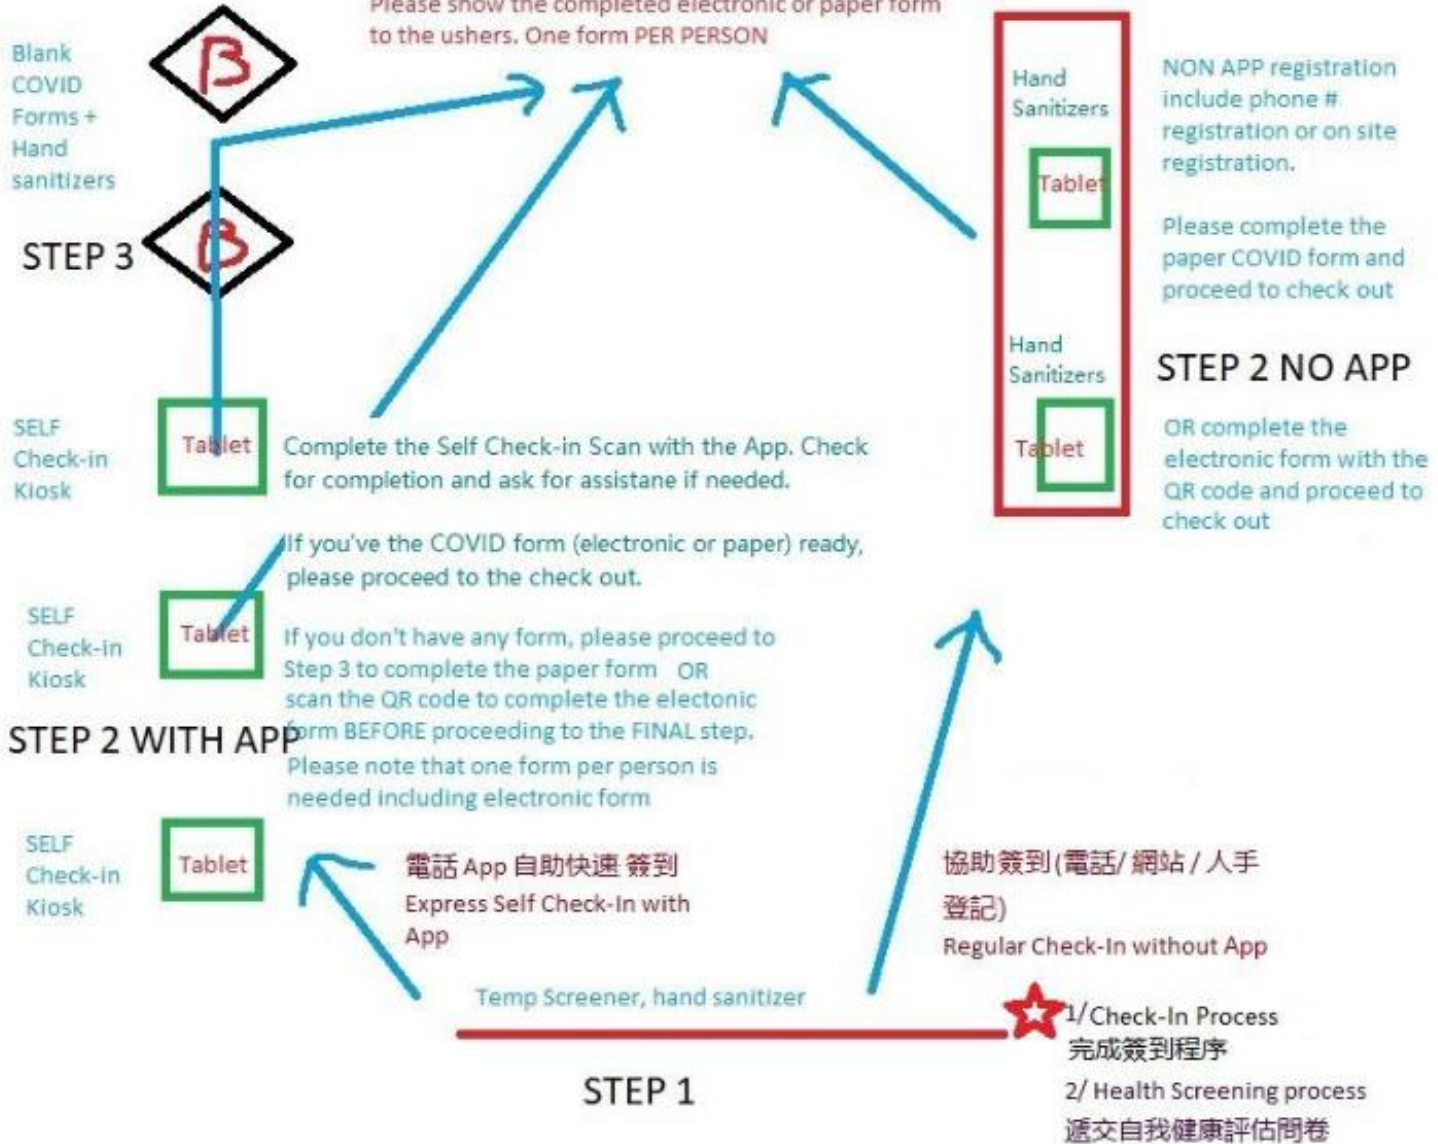 Please show the completed electronic or paper form
to the ushers. One form PER PERSON
Blank
COVID
Forms +
Hand
sanitizers
B
STEP 3
B
Hand
Sanitizers
Tablet
Hand
Sanitizers
Tablet
NON APP registration
include phone #
registration or on site
registration.
Please complete the
paper COVID form and
proceed to check out
STEP 2 NO APP
OR complete the
electronic form with the
QR code and proceed to
check out
SELF
Check-in
Kiosk
Tablet
Complete the Self Check-in Scan with the App. Check
for completion and ask for assistane if needed.
If you've the COVID form (electronic or paper) ready,
please proceed to the check out.
SELF
Check-in
Kiosk
Tablet
If you don't have any form, please proceed to
Step 3 to complete the paper form OR
scan the QR code to complete the electonic
form BEFORE proceeding to the FINAL step.
Please note that one form per person is
needed including electronic form
STEP 2 WITH APP
SELF
Check-in
Kiosk
Tablet
電話 App 自助快速 簽到
Express Self Check-In with
App
協助簽到(電話/ 網站 / 人手
登記)
Regular Check-In without App
Temp Screener, hand sanitizer
STEP 1
1/ Check-In Process
完成簽到程序
2/ Health Screening process
遞交自我健康評估問卷